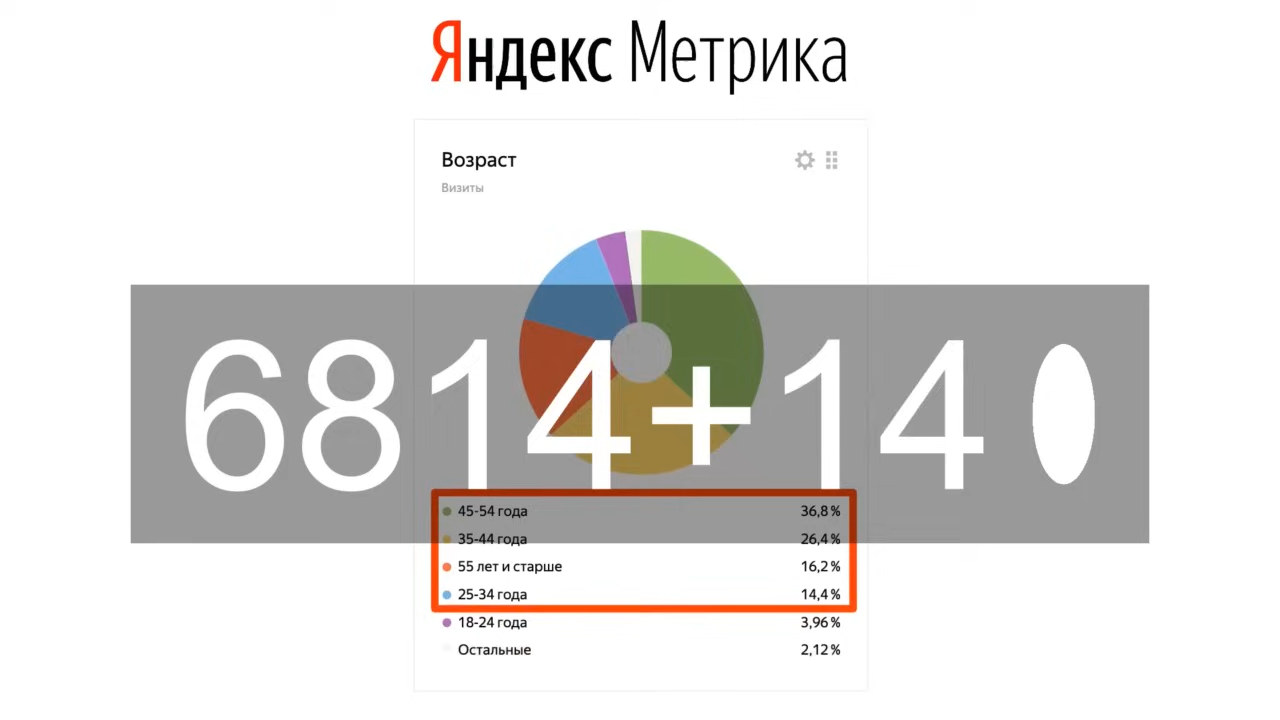 Яндекс Метрика
Возраст
Визиты
6814+14
45-54 года 36,8 %
35-44 года 26,4 %
55 лет и старше 16,2 %
25-34 года 14,4 %
18-24 года 3,96 %
Остальные 2,12 %